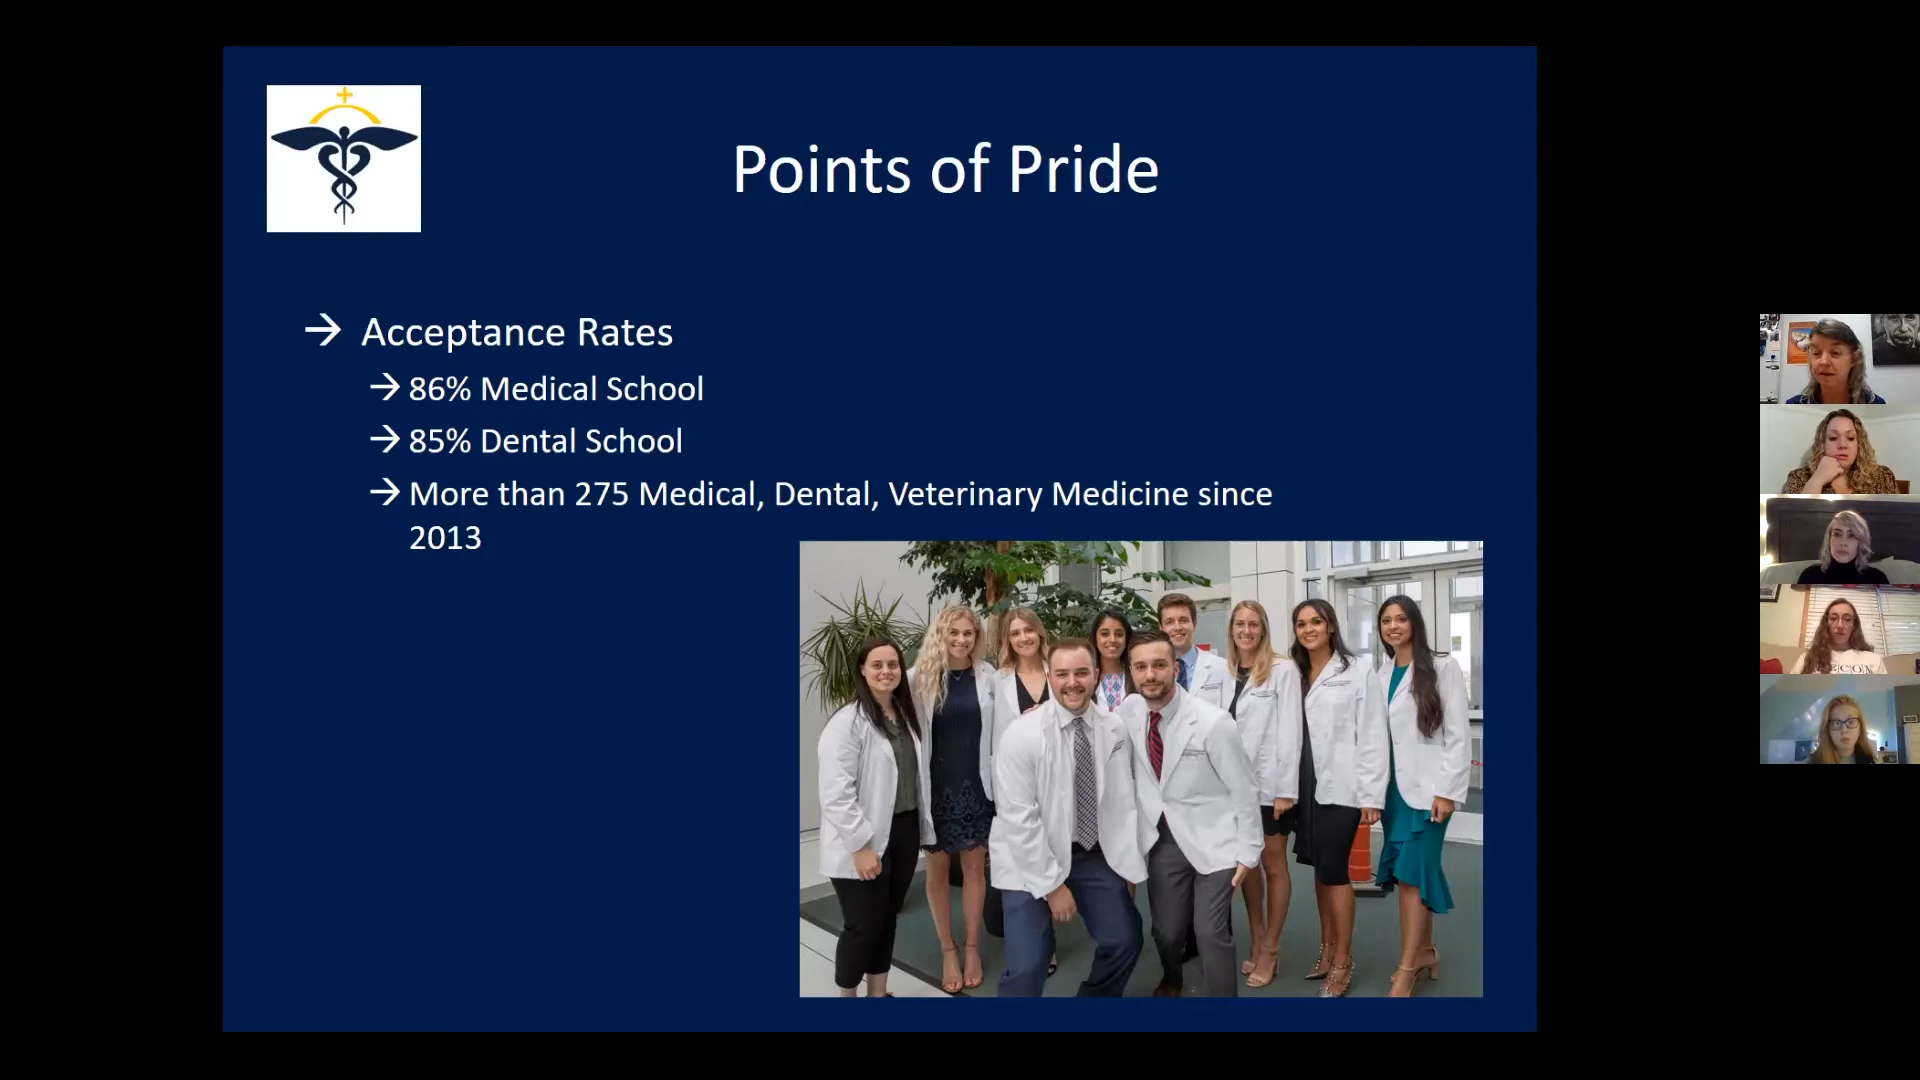 Points of Pride
→ Acceptance Rates
→ 86% Medical School
→ 85% Dental School
→ More than 275 Medical, Dental, Veterinary Medicine since
2013